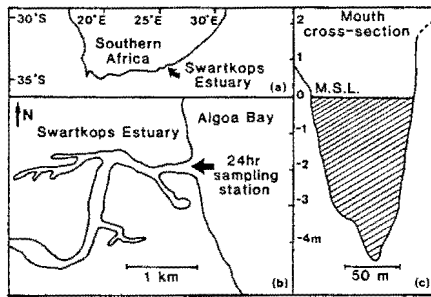 30°S
35°S
20°E 25°E 30°E
Southern
Africa
Swartkops
Estuary
(a)
N
Swartkops Estuary
Algoa Bay
24hr
sampling
station
1 km
(b)
Mouth
cross-section
M.S.L.
2
1
0
-1
-2
-3
-4m
50 m
(c)